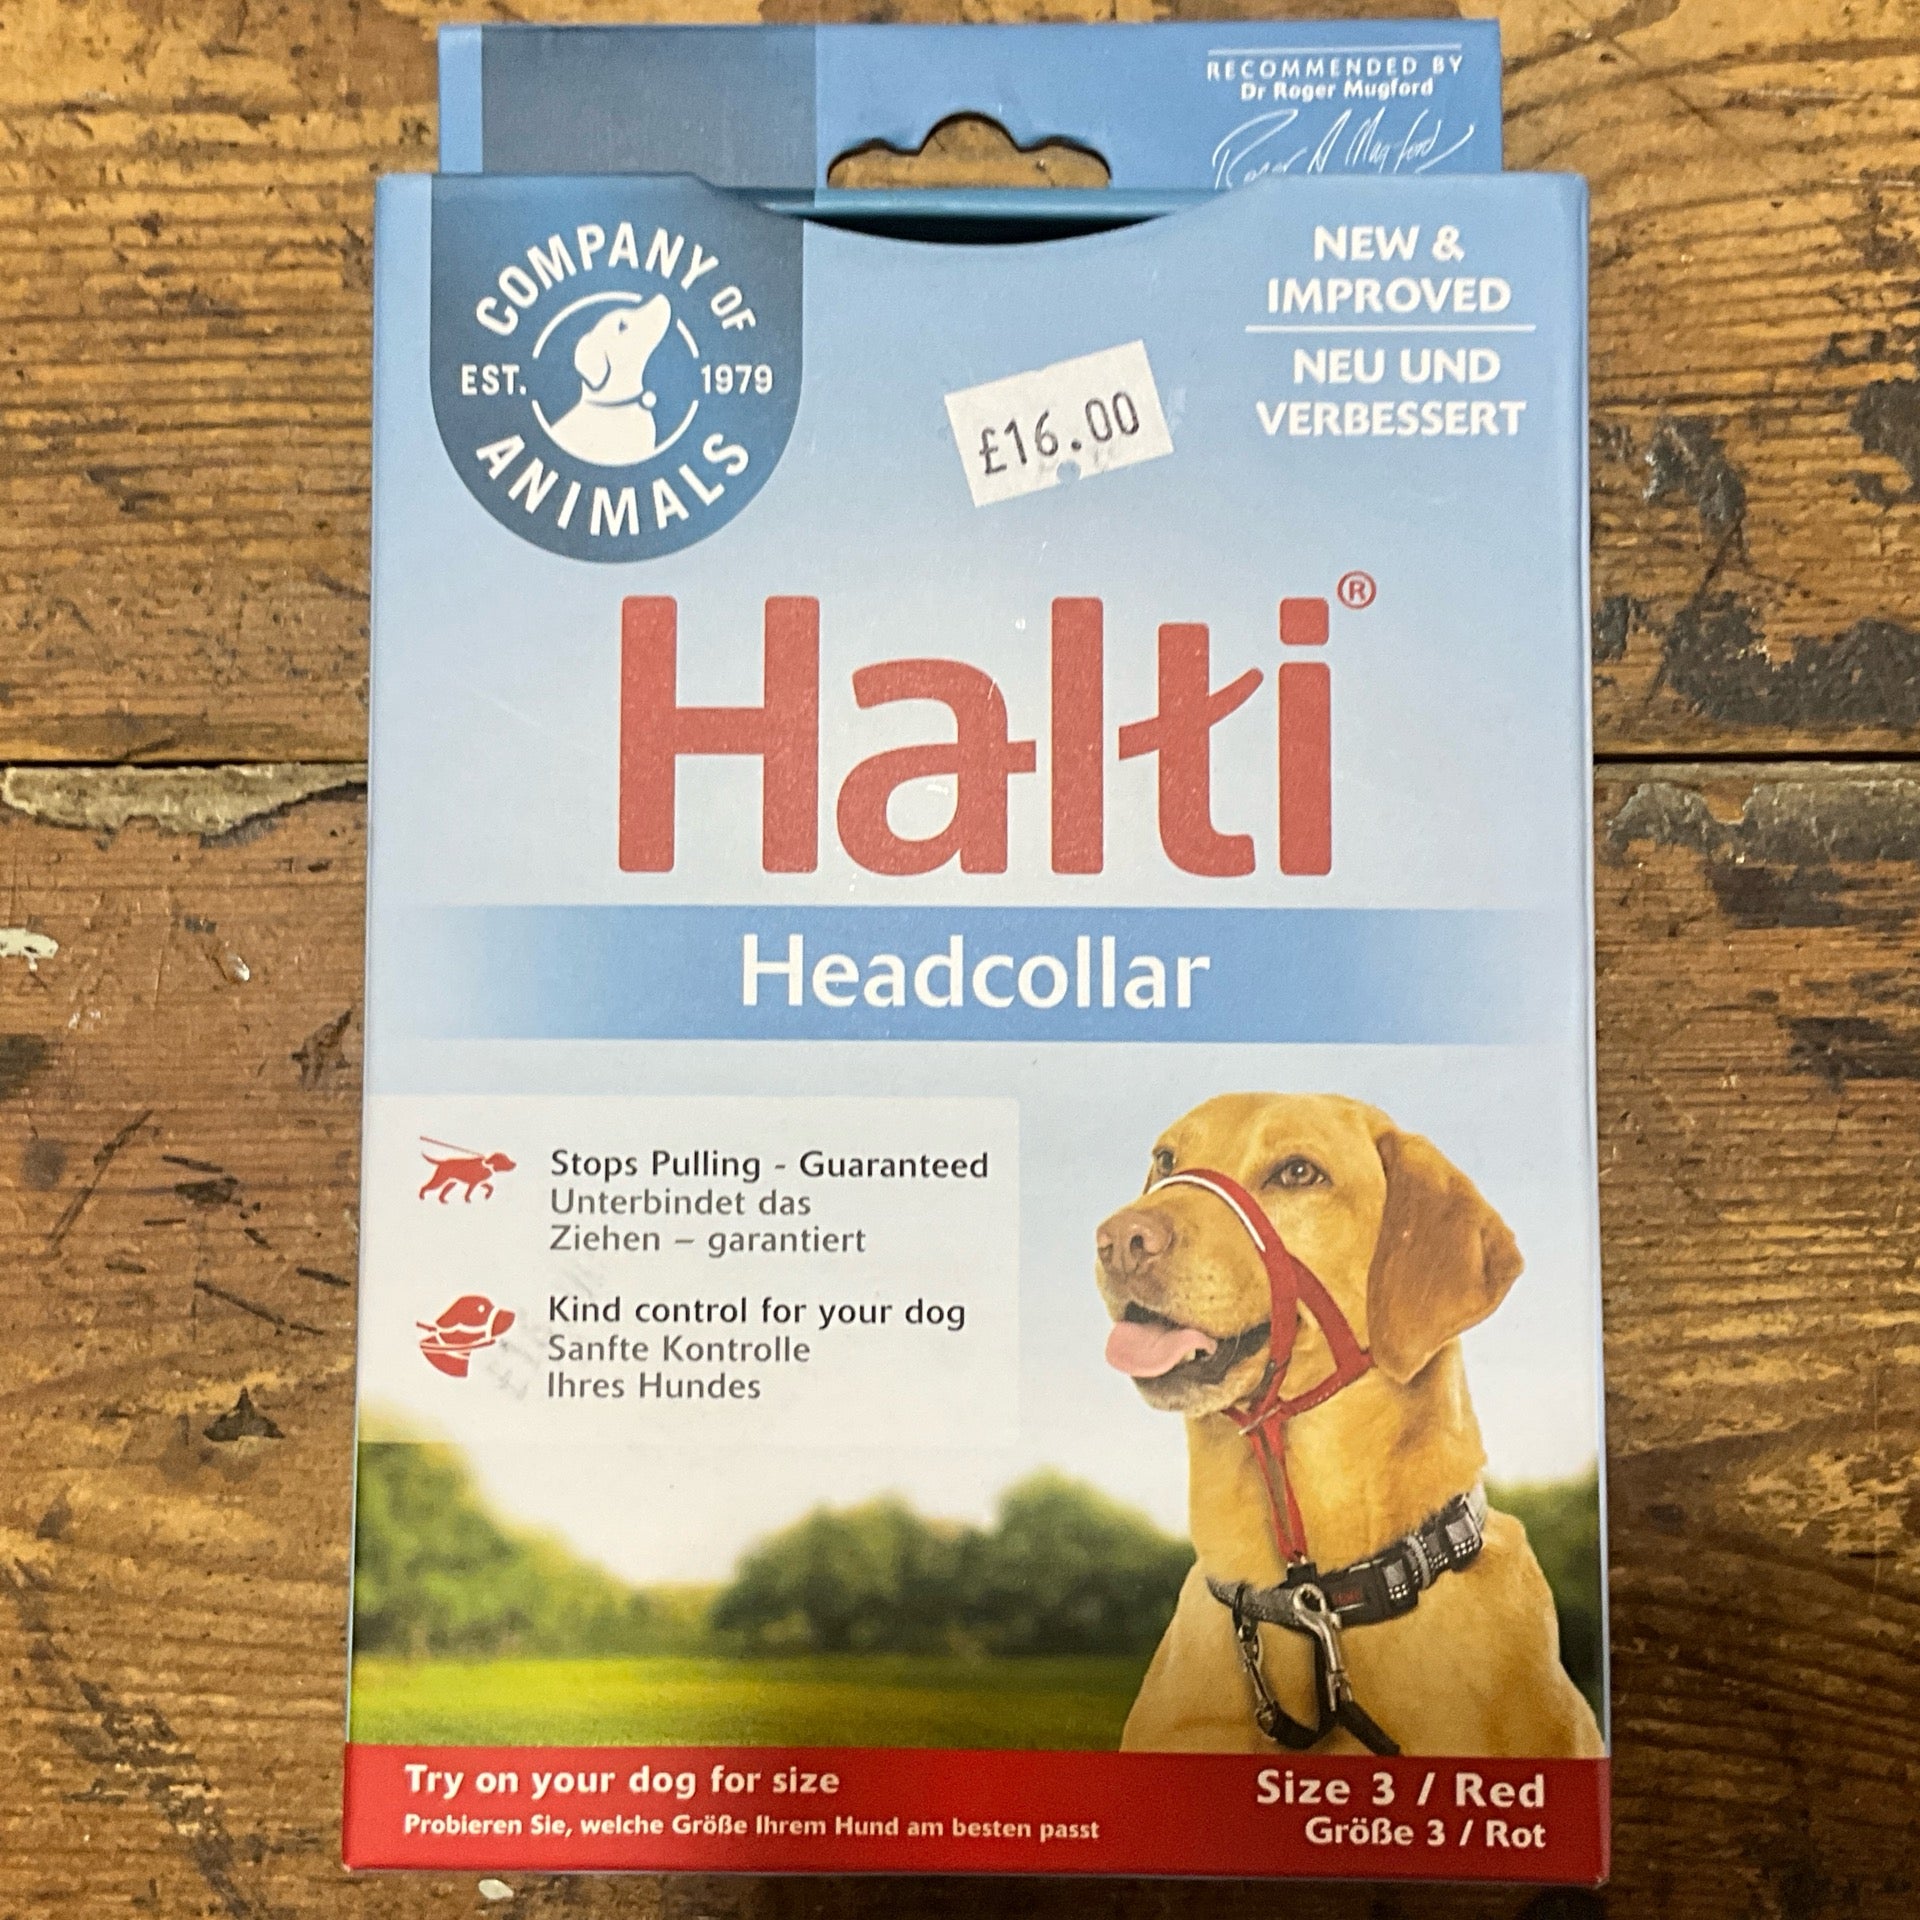 RECOMMENDED BY
Dr Roger Mugford
Roger A Mugford
COMPANY OF
EST. 1979
ANIMALS
NEW &
IMPROVED
NEU UND
VERBESSERT
£16.00
Halti®
Headcollar
Stops Pulling - Guaranteed
Unterbindet das
Ziehen – garantiert
Kind control for your dog
Sanfte Kontrolle
Ihres Hundes
Try on your dog for size
Probieren Sie, welche Größe Ihrem Hund am besten passt
Size 3 / Red
Größe 3 / Rot